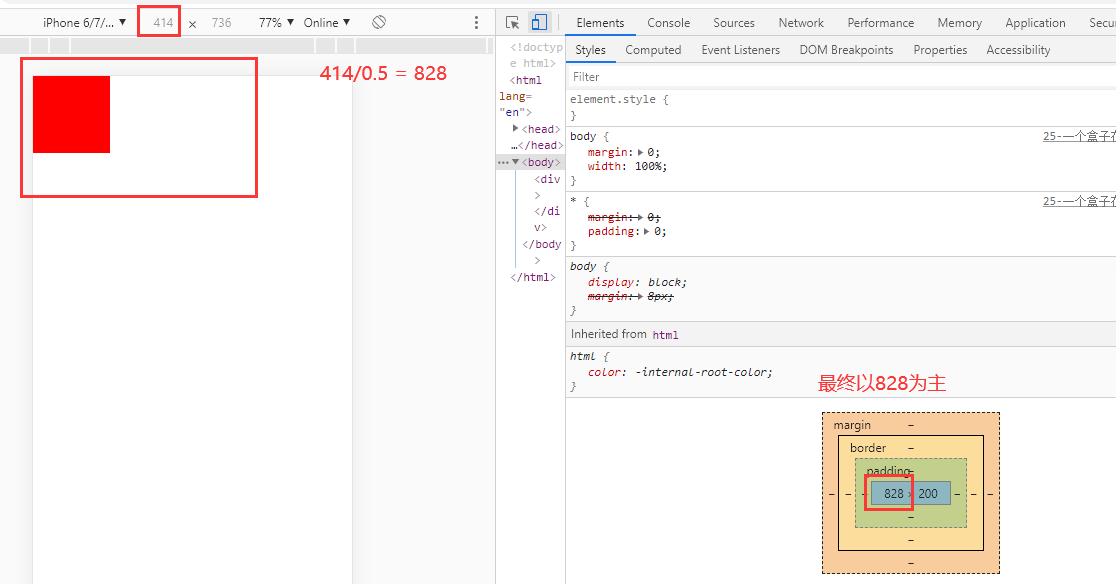 iPhone 6/7/... ▼ 414 × 736 77% ▼ Online ▼
Elements Console Sources Network Performance Memory Application Secu
Styles Computed Event Listeners DOM Breakpoints Properties Accessibility
414/0.5 = 828
<!doctyp
e html>
<html
lang=
"en">
▶<head>
…</head>
…▼<body>
<div
>
</di
v>
</body
>
</html>
Filter
element.style {
}
body {
25-一个盒子在
margin:▶ 0;
width: 100%;
}
* {
25-一个盒子在
margin:▶ 0;
padding:▶ 0;
}
body {
display: block;
margin:▶ 8px;
}
Inherited from html
html {
color: -internal-root-color;
}
最终以828为主
margin –
border –
padding–
– – – 828 × 200 – – –
–
–
–